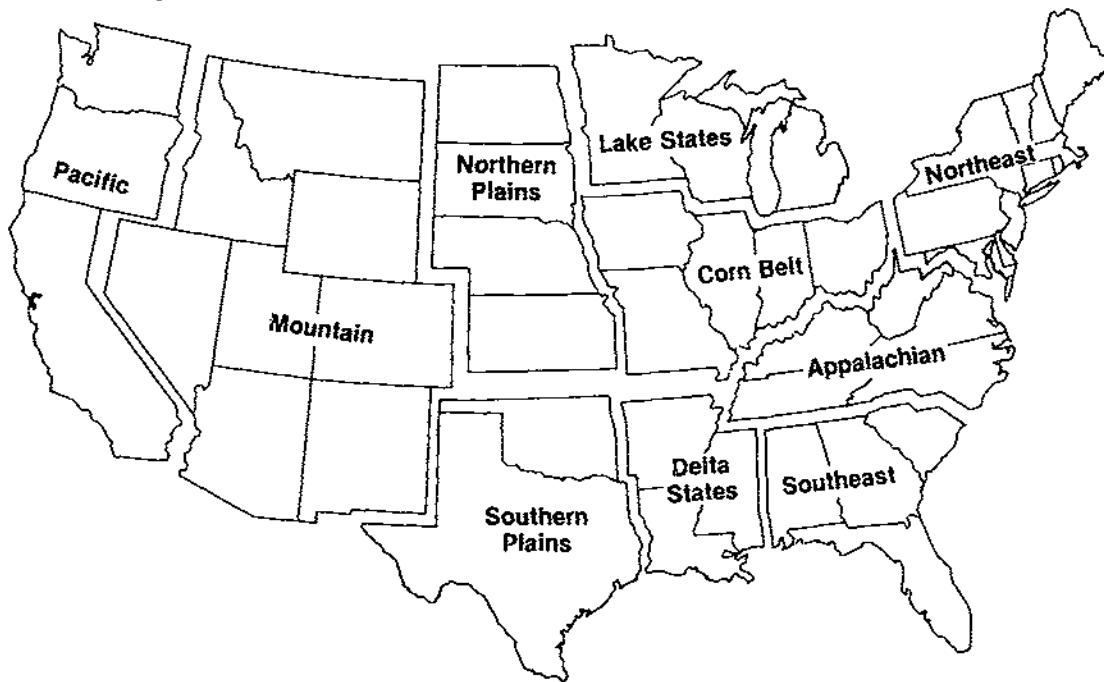 Lake States
Northeast
Northern
Plains
Pacific
Corn Belt
Mountain
Appalachian
Delta
States
Southeast
Southern
Plains